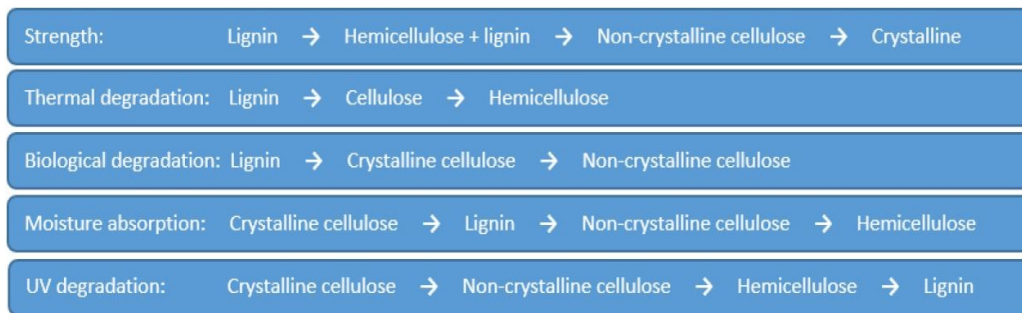 Strength: Lignin → Hemicellulose + lignin → Non-crystalline cellulose → Crystalline
Thermal degradation: Lignin → Cellulose → Hemicellulose
Biological degradation: Lignin → Crystalline cellulose → Non-crystalline cellulose
Moisture absorption: Crystalline cellulose → Lignin → Non-crystalline cellulose → Hemicellulose
UV degradation: Crystalline cellulose → Non-crystalline cellulose → Hemicellulose → Lignin